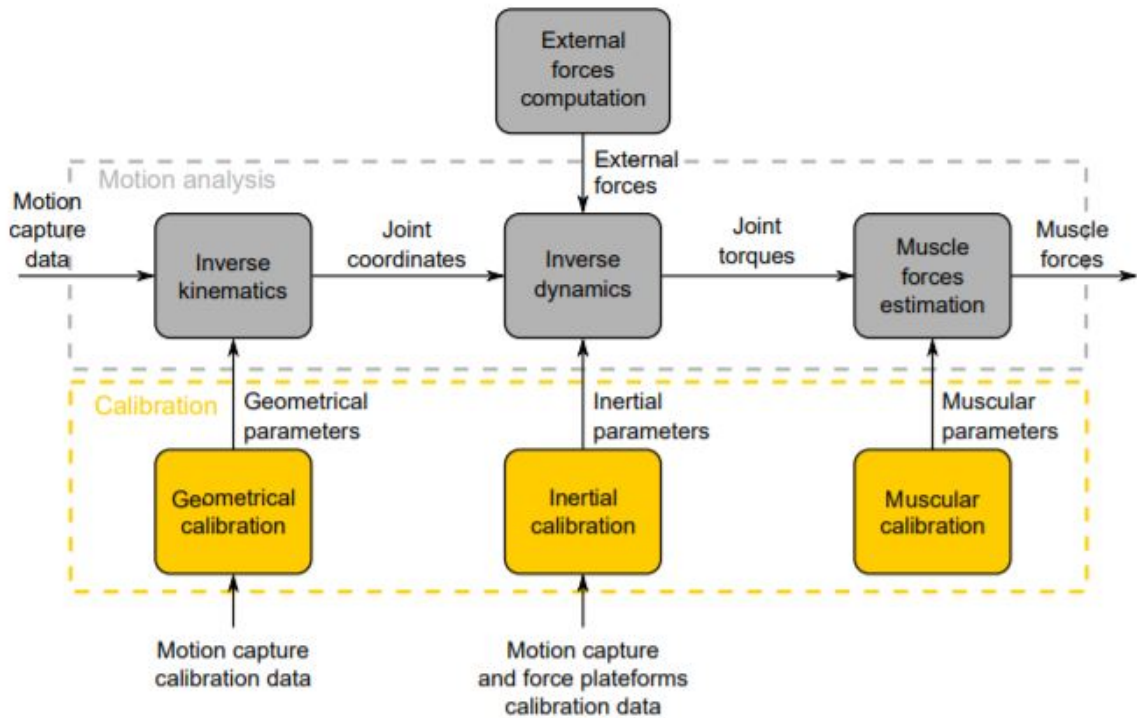 External
forces
computation
External
forces
Motion analysis
Motion
capture
data
Inverse
kinematics
Joint
coordinates
Inverse
dynamics
Joint
torques
Muscle
forces
estimation
Muscle
forces
Calibration
Geometrical
parameters
Inertial
parameters
Muscular
parameters
Geometrical
calibration
Inertial
calibration
Muscular
calibration
Motion capture
calibration data
Motion capture
and force plateforms
calibration data